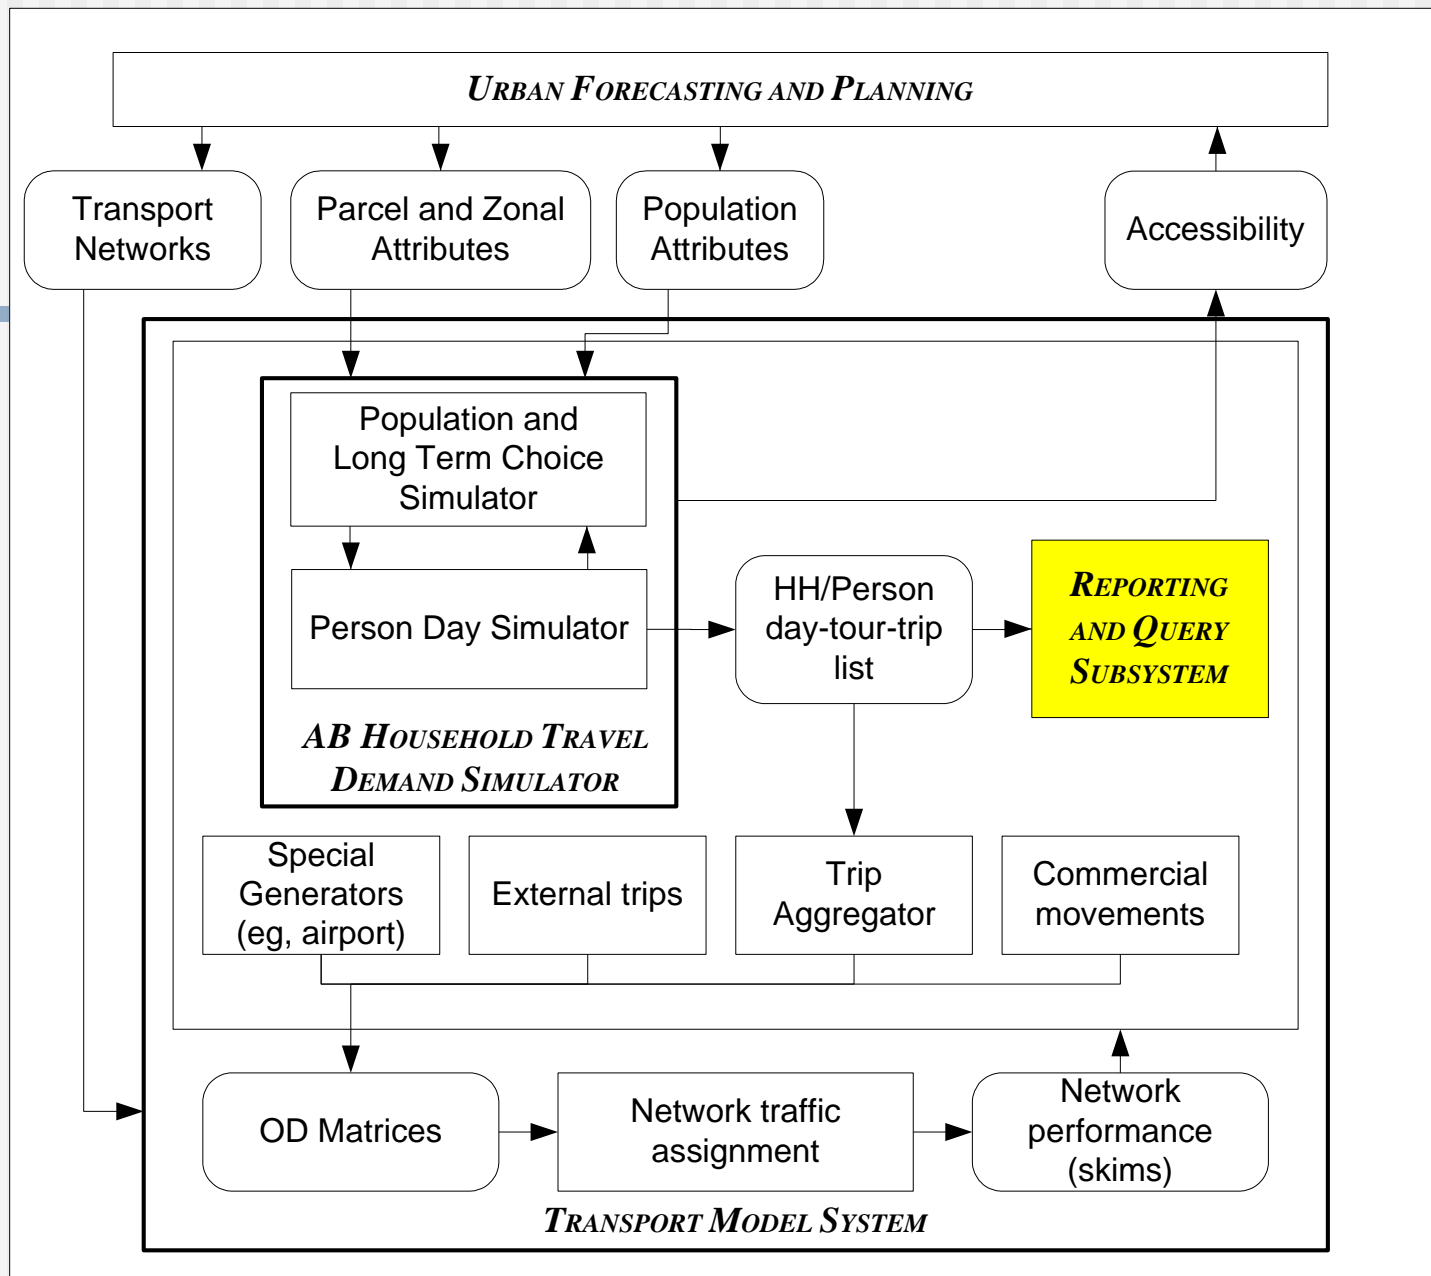 URBAN FORECASTING AND PLANNING
Transport
Networks
Parcel and Zonal
Attributes
Population
Attributes
Accessibility
Population and
Long Term Choice
Simulator
Person Day Simulator
HH/Person
day-tour-trip
list
REPORTING
AND QUERY
SUBSYSTEM
AB HOUSEHOLD TRAVEL
DEMAND SIMULATOR
Special
Generators
(eg, airport)
External trips
Trip
Aggregator
Commercial
movements
OD Matrices
Network traffic
assignment
Network
performance
(skims)
TRANSPORT MODEL SYSTEM